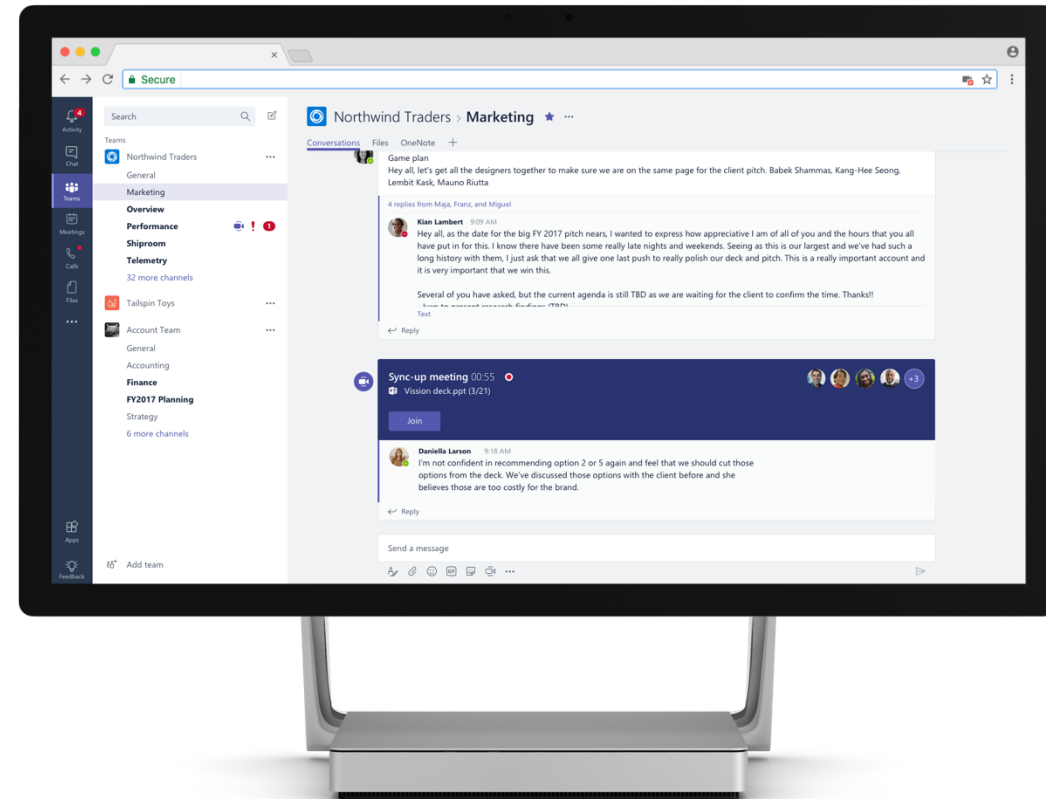 Secure
4
Activity
Chat
Teams
Meetings
Calls
Files
Apps
Feedback
Search
Teams
Northwind Traders
General
Marketing
Overview
Performance ! 1
Shiproom
Telemetry
32 more channels
Tailspin Toys
Account Team
General
Accounting
Finance
FY2017 Planning
Strategy
6 more channels
Add team
Northwind Traders > Marketing
Conversations Files OneNote +
Game plan
Hey all, let's get all the designers together to make sure we are on the same page for the client pitch. Babek Shammas, Kang-Hee Seong,
Lembit Kask, Mauno Riutta
4 replies from Maja, Franz, and Miguel
Kian Lambert 9:09 AM
Hey all, as the date for the big FY 2017 pitch nears, I wanted to express how appreciative I am of all of you and the hours that you all
have put in for this. I know there have been some really late nights and weekends. Seeing as this is our largest and we've had such a
long history with them, I just ask that we all give one last push to really polish our deck and pitch. This is a really important account and
it is very important that we win this.
Several of you have asked, but the current agenda is still TBD as we are waiting for the client to confirm the time. Thanks!!
to present research findings (TBD)
Text
Reply
Sync-up meeting 00:55
Vission deck.ppt (3/21)
+3
Join
Daniella Larson 9:18 AM
I'm not confident in recommending option 2 or 5 again and feel that we should cut those
options from the deck. We've discussed those options with the client before and she
believes those are too costly for the brand.
Reply
Send a message
GIF